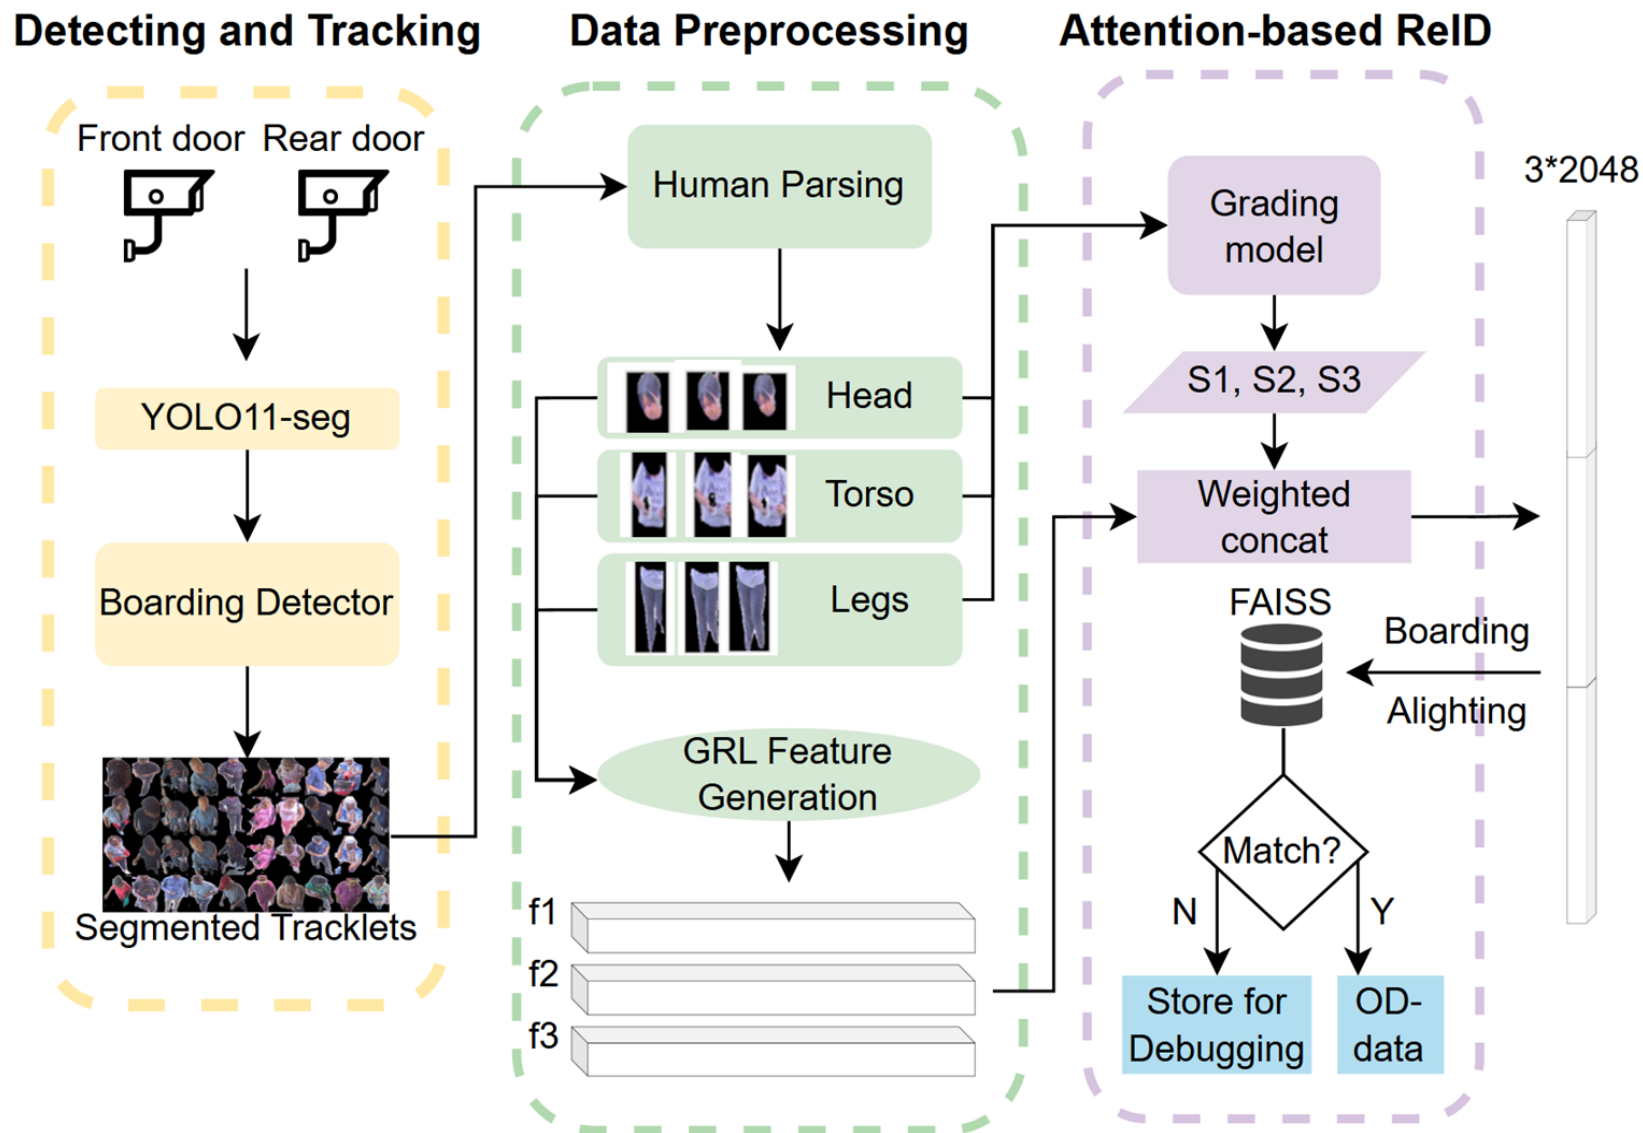 Detecting and Tracking
Front door
Rear door
YOLO11-seg
Boarding Detector
Segmented Tracklets
Data Preprocessing
Human Parsing
Head
Torso
Legs
GRL Feature
Generation
f1
f2
f3
Attention-based ReID
Grading
model
S1, S2, S3
Weighted
concat
3*2048
FAISS
Boarding
Alighting
Match?
N
Y
Store for
Debugging
OD-
data